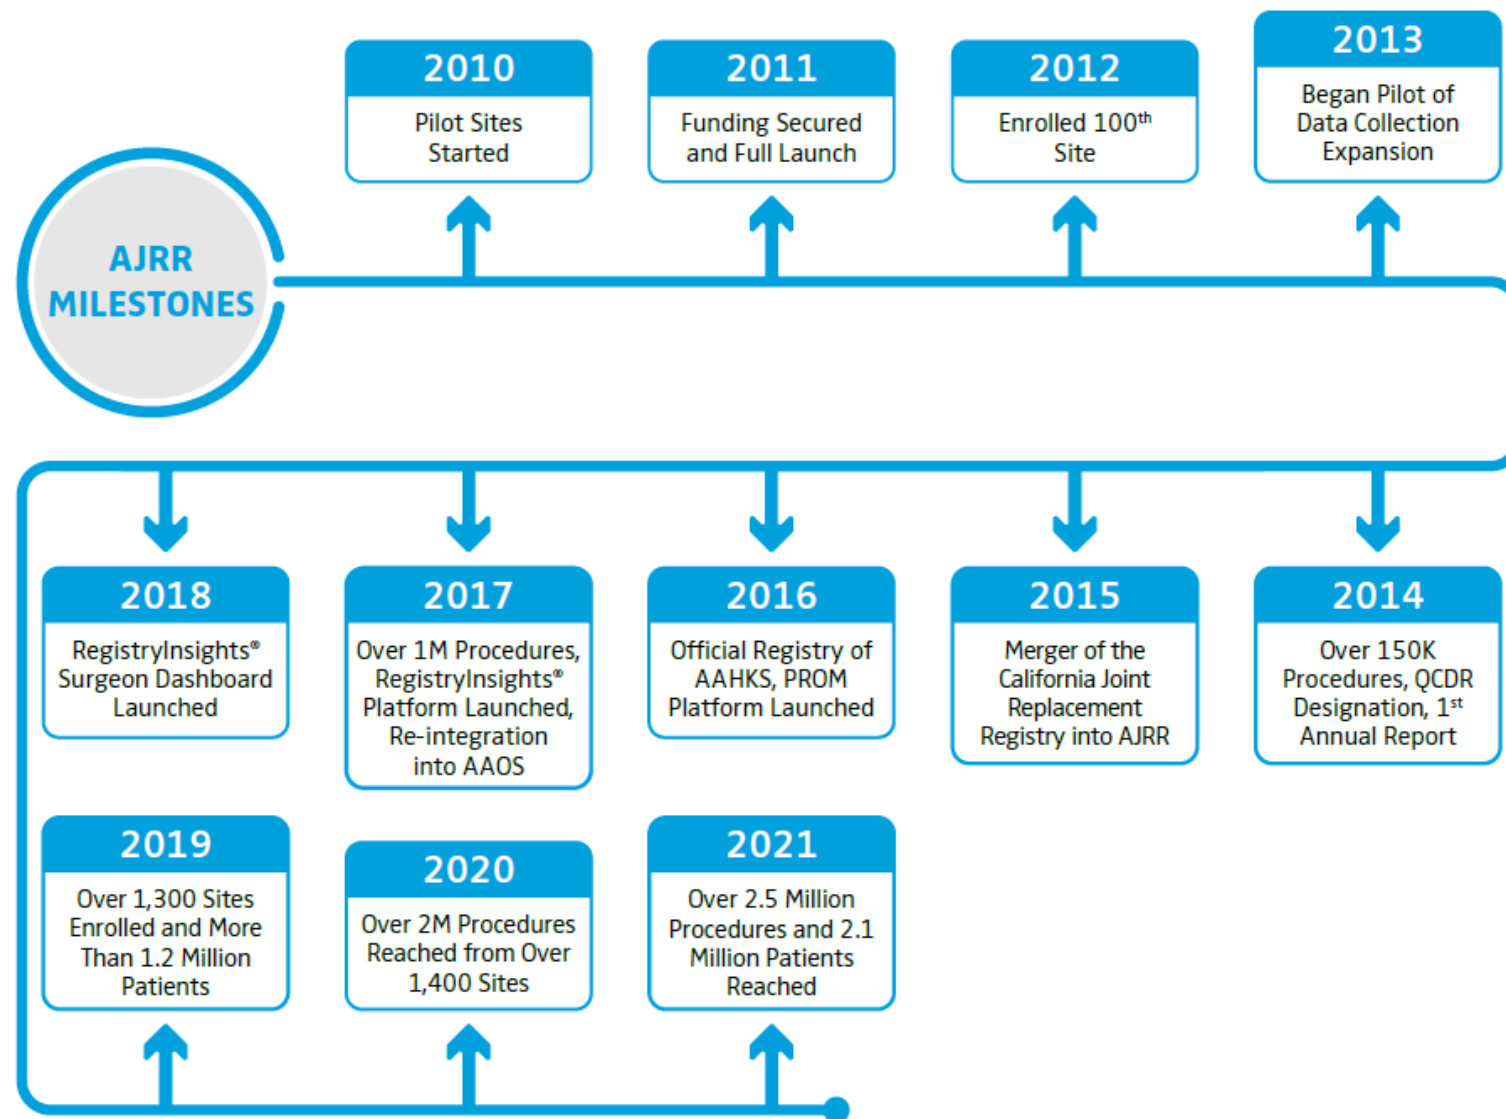 AJRR
MILESTONES
2010
Pilot Sites
Started
2011
Funding Secured
and Full Launch
2012
Enrolled 100th
Site
2013
Began Pilot of
Data Collection
Expansion
2014
Over 150K
Procedures, QCDR
Designation, 1st
Annual Report
2015
Merger of the
California Joint
Replacement
Registry into AJRR
2016
Official Registry of
AAHKS, PROM
Platform Launched
2017
Over 1M Procedures,
RegistryInsights®
Platform Launched,
Re-integration
into AAOS
2018
RegistryInsights®
Surgeon Dashboard
Launched
2019
Over 1,300 Sites
Enrolled and More
Than 1.2 Million
Patients
2020
Over 2M Procedures
Reached from Over
1,400 Sites
2021
Over 2.5 Million
Procedures and 2.1
Million Patients
Reached